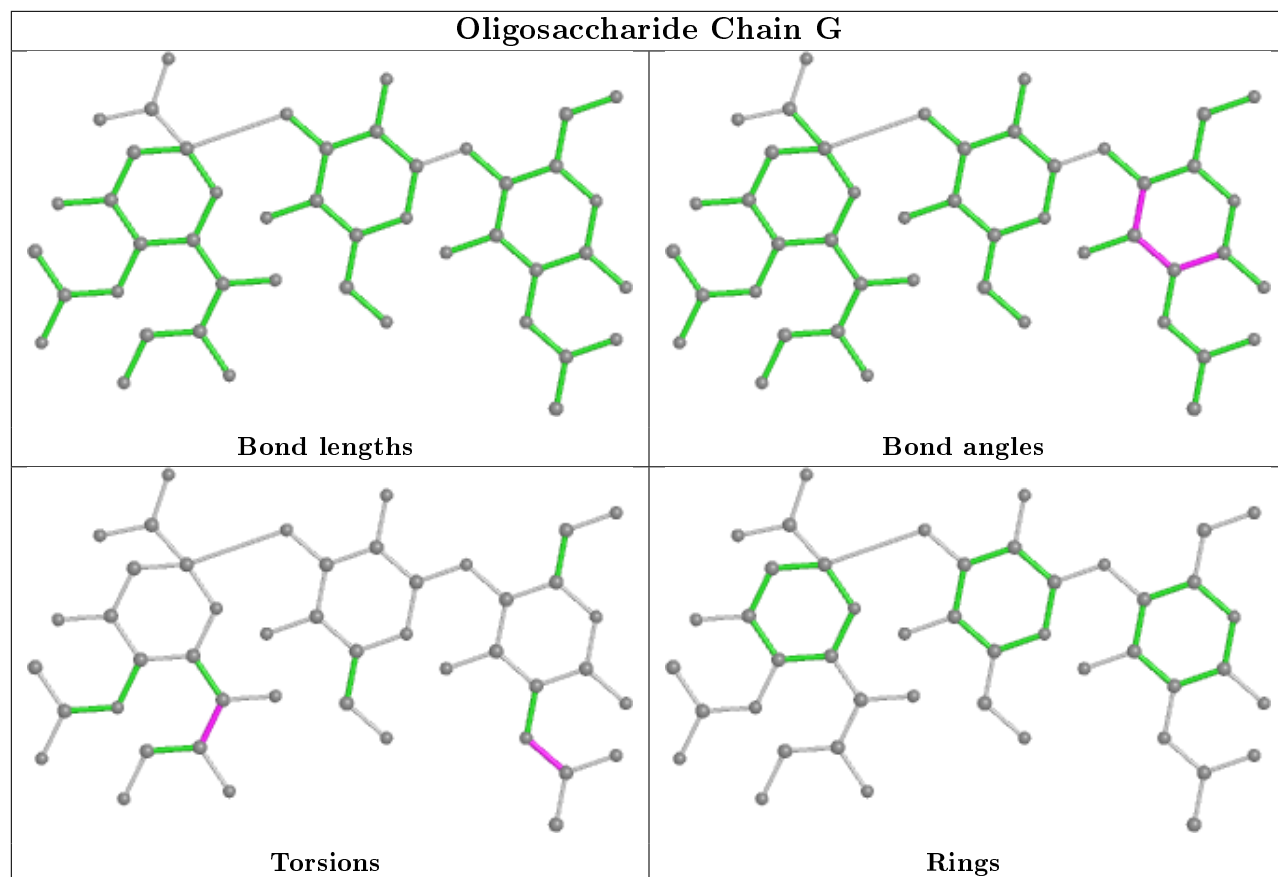 Oligosaccharide Chain G
Bond lengths
Bond angles
Torsions
Rings